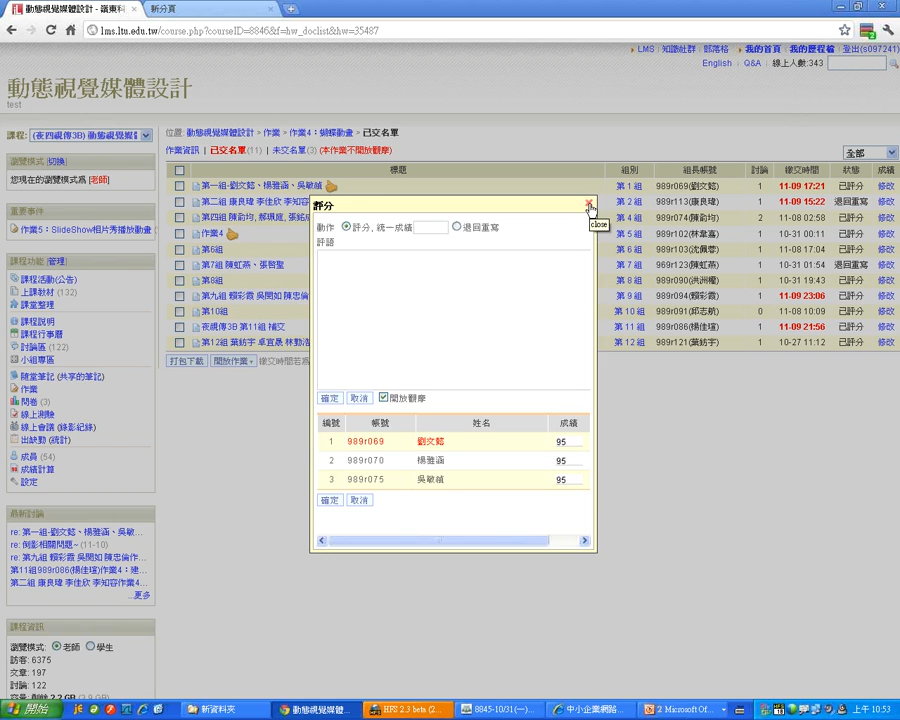 動態視覺媒體設計 - 嶺東科
新分頁
lms.ltu.edu.tw/course.php?courseID=8846&f=hw_doclist&hw=35487
LMS | 知識社群 | 部落格 我的首頁 我的歷程檔 登出(s097241)
English | Q&A | 線上人數:343
動態視覺媒體設計
test
課程: (夜四視傳3B) 動態視覺媒體
位置: 動態視覺媒體設計 > 作業 > 作業4：蝴蝶動畫 > 已交名單
作業資訊 | 已交名單(11) | 未交名單(3) (本作業不開放觀摩)
全部
瀏覽模式 [切換]
您現在的瀏覽模式為 [老師]
重要事件
作業5：SlideShow相片秀播放動畫
課程功能 [管理]
課程活動(公告)
上課教材 (132)
課堂整理
課程說明
課程行事曆
討論區 (122)
小組專區
隨堂筆記 (共享的筆記)
作業
問卷 (3)
線上測驗
線上會議 (錄影紀錄)
出缺勤 (統計)
成員 (54)
成績計算
設定
最新討論
re: 第一組-劉文懿、楊雅涵、吳敏...
re: 倒影相關問題~ (11-10)
re: 第九組 賴彩霞 吳開如 陳忠倫作...
第11組989r086(楊佳瑄)作業4：建...
第二組 康良瑋 李佳欣 李知容作業4...
...更多
課程資訊
瀏覽模式: 老師 學生
訪客: 6375
文章: 197
討論: 122
標題 組別 組長帳號 討論 繳交時間 狀態 成績
第一組-劉文懿、楊雅涵、吳敏禎 第 1 組 989r069(劉文懿) 1 11-09 17:21 已評分 修改
第二組 康良瑋 李佳欣 李知容 第 2 組 989r113(康良瑋) 1 11-09 15:22 退回重寫 修改
第四組 陳俞均, 第 4 組 989r074(陳俞均) 2 11-08 02:58 已評分 修改
作業4 第 5 組 989r102(林葦嘉) 1 10-31 00:11 已評分 修改
第6組 第 6 組 989r103(沈佩蓉) 1 11-08 17:04 已評分 修改
第7組 陳虹燕、張晵聖 第 7 組 969r123(陳虹燕) 1 10-31 01:54 退回重寫 修改
第8組 第 8 組 989r090(洪洲權) 1 10-31 19:43 已評分 修改
第九組 賴彩霞 吳開如 陳忠倫 第 9 組 989r094(賴彩霞) 1 11-09 23:06 已評分 修改
第10組 第 10 組 989r091(邱志航) 0 11-08 10:09 已評分 修改
夜視傳3B 第11組 補交 第 11 組 989r086(楊佳瑄) 1 11-09 21:56 已評分 修改
第12組 葉紡宇 卓宜晟 林勤 第 12 組 989r121(葉紡宇) 1 10-27 11:12 已評分 修改
打包下載 開放作業 繳交時間若為
評分
close
動作 評分, 統一成績 退回重寫
評語
確定 取消 開放觀摩
編號 帳號 姓名 成績
1 989r069 劉文懿 95
2 989r070 楊雅涵 95
3 989r075 吳敏禎 95
確定 取消
開始
新資料夾
動態視覺媒體...
HFS 2.3 beta (2...
8845-10/31(一)...
中小企業網路...
2 Microsoft Of...
上午 10:53